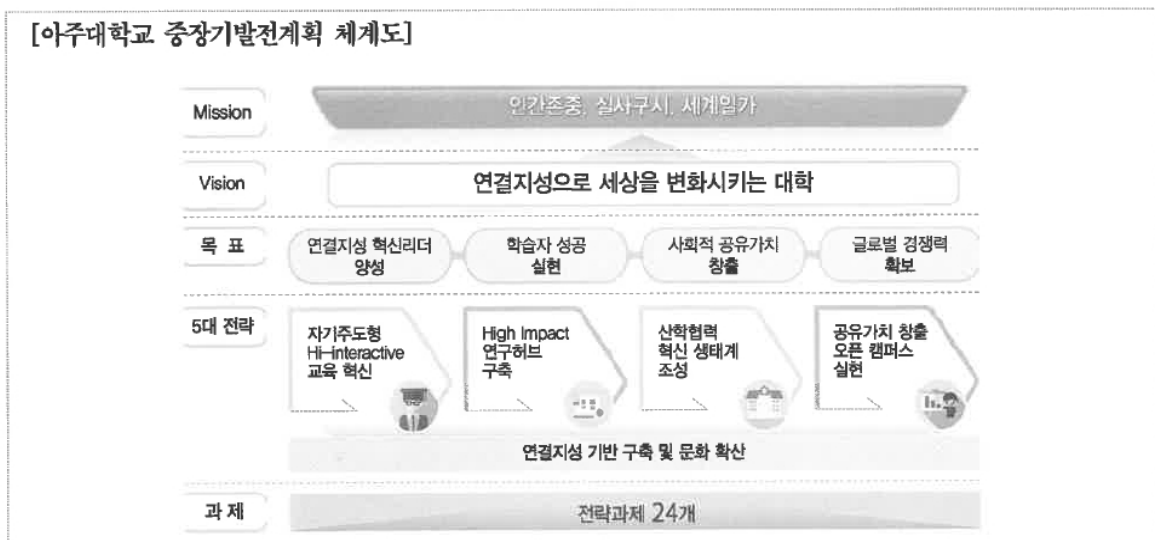 [아주대학교 중장기발전계획 체계도]
Mission
인간존중, 실사구시, 세계일가
Vision
연결지성으로 세상을 변화시키는 대학
목 표
연결지성 혁신리더
양성
학습자 성공
실현
사회적 공유가치
창출
글로벌 경쟁력
확보
5대 전략
자기주도형
Hi-interactive
교육 혁신
High Impact
연구허브
구축
산학협력
혁신 생태계
조성
공유가치 창출
오픈 캠퍼스
실현
연결지성 기반 구축 및 문화 확산
과 제
전략과제 24개